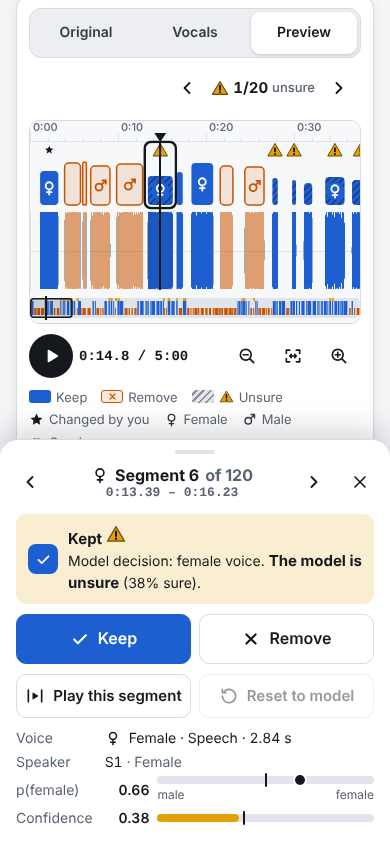 Original Vocals Preview
1/20 unsure
0:00 0:10 0:20 0:30
0:14.8 / 5:00
Keep Remove Unsure
Changed by you Female Male
Segment 6 of 120
0:13.39 – 0:16.23
Kept
Model decision: female voice. The model is
unsure (38% sure).
Keep Remove
Play this segment Reset to model
Voice Female · Speech · 2.84 s
Speaker S1 · Female
p(female) 0.66 male female
Confidence 0.38